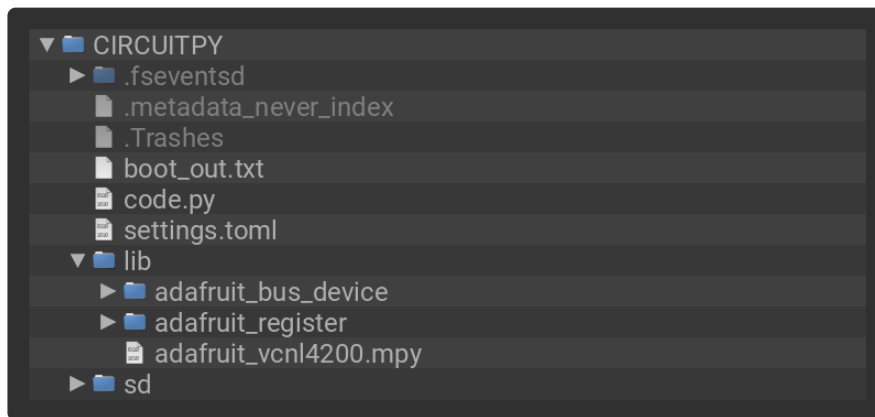 CIRCUITPY
.fseventsd
.metadata_never_index
.Trashes
boot_out.txt
code.py
settings.toml
lib
adafruit_bus_device
adafruit_register
adafruit_vcnl4200.mpy
sd